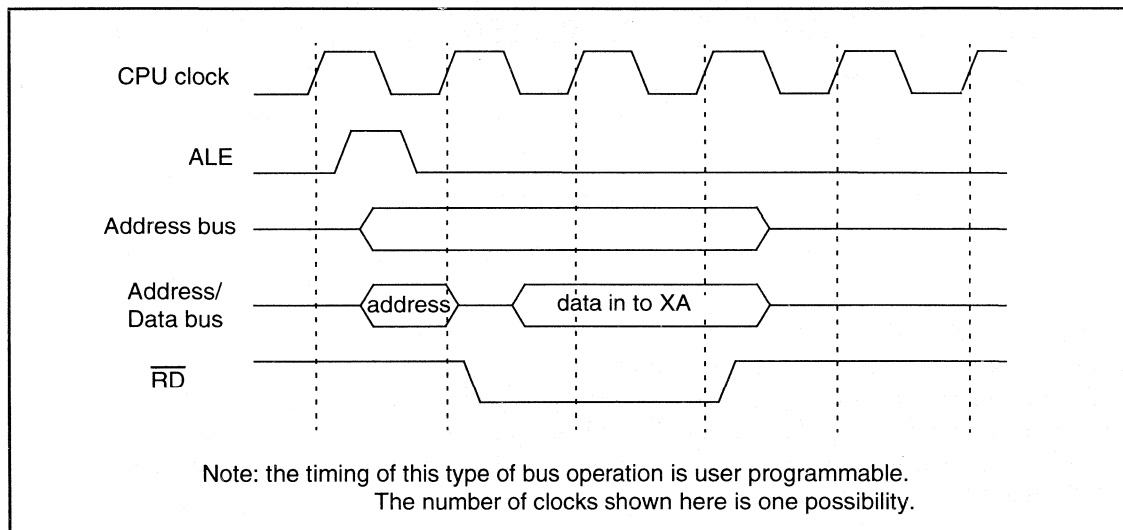 CPU clock
ALE
Address bus
Address/
Data bus
address
data in to XA
RD
Note: the timing of this type of bus operation is user programmable.
The number of clocks shown here is one possibility.